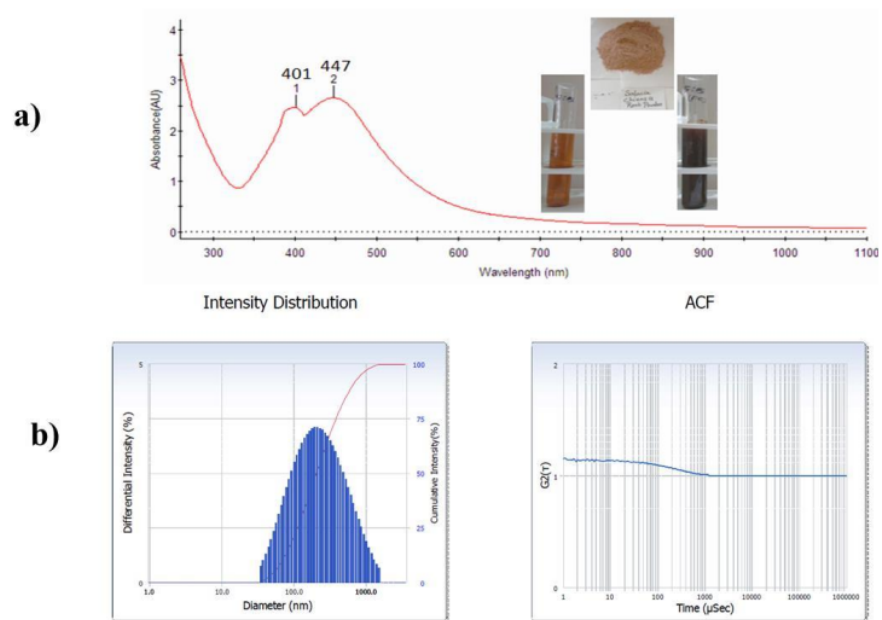 a)
Absorbance(AU)
4
3
2
1
0
401
1
447
2
300 400 500 600 700 800 900 1000 1100
Wavelength (nm)
Intensity Distribution
ACF
b)
Differential Intensity (%)
5
0
100
75
50
25
0
Cumulative Intensity(%)
1.0 10.0 100.0 1000.0
Diameter (nm)
G2(τ)
2
1
0
1 10 100 1000 10000 100000 1000000
Time (µSec)